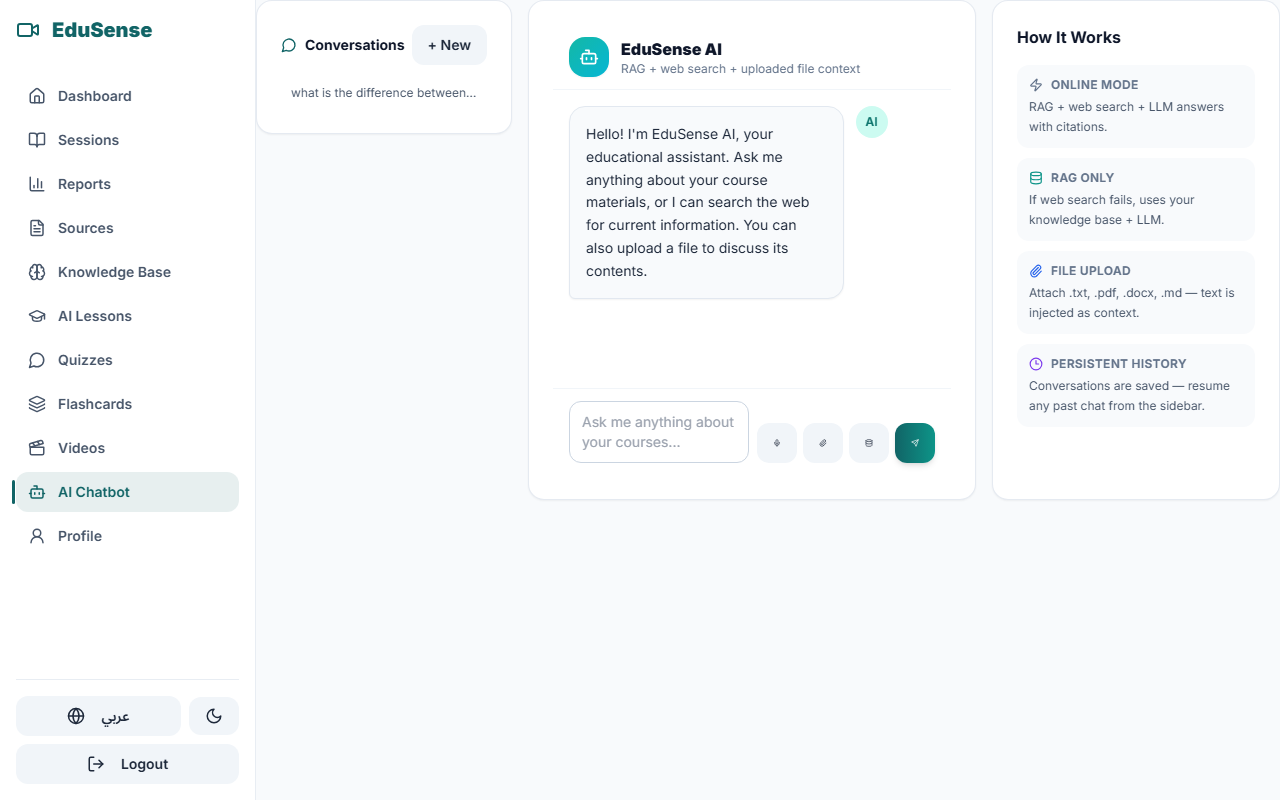 EduSense
Dashboard
Sessions
Reports
Sources
Knowledge Base
AI Lessons
Quizzes
Flashcards
Videos
AI Chatbot
Profile
عربي
Logout
Conversations
+ New
what is the difference between...
EduSense AI
RAG + web search + uploaded file context
Hello! I'm EduSense AI, your
educational assistant. Ask me
anything about your course
materials, or I can search the web
for current information. You can
also upload a file to discuss its
contents.
AI
Ask me anything about
your courses...
How It Works
ONLINE MODE
RAG + web search + LLM answers
with citations.
RAG ONLY
If web search fails, uses your
knowledge base + LLM.
FILE UPLOAD
Attach .txt, .pdf, .docx, .md — text is
injected as context.
PERSISTENT HISTORY
Conversations are saved — resume
any past chat from the sidebar.